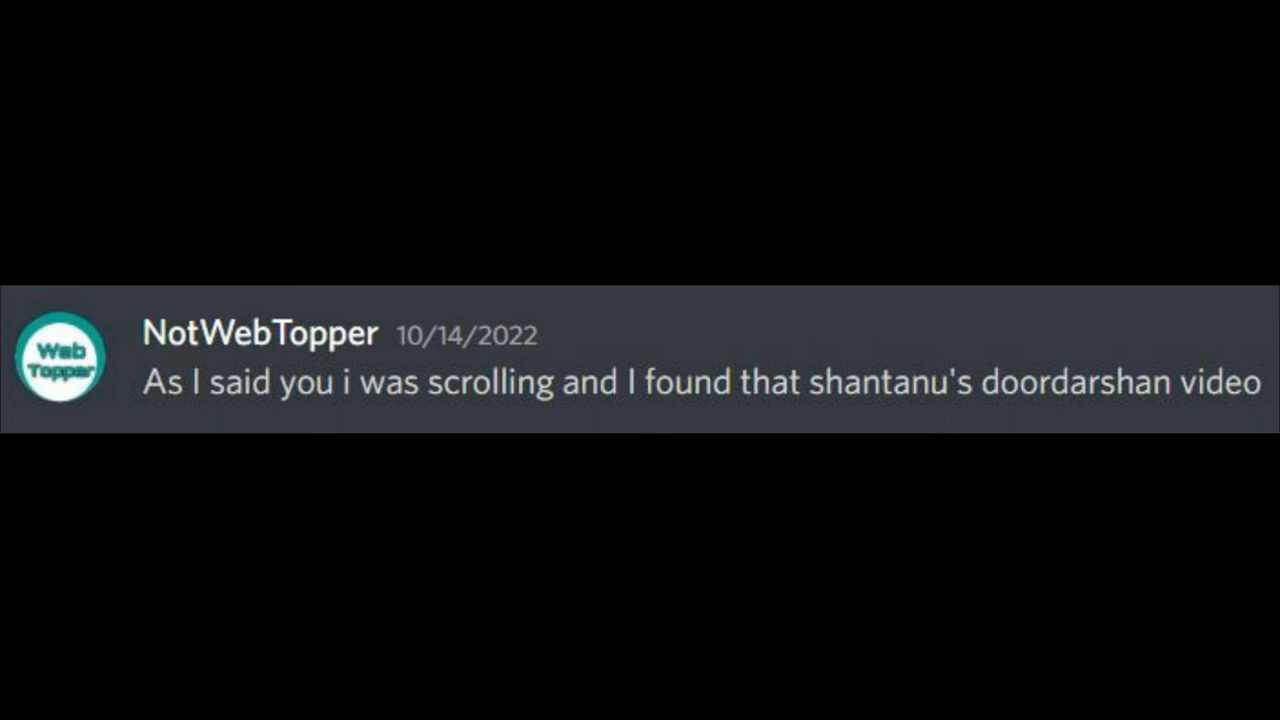 Web
Topper
NotWebTopper 10/14/2022
As I said you i was scrolling and I found that shantanu's doordarshan video